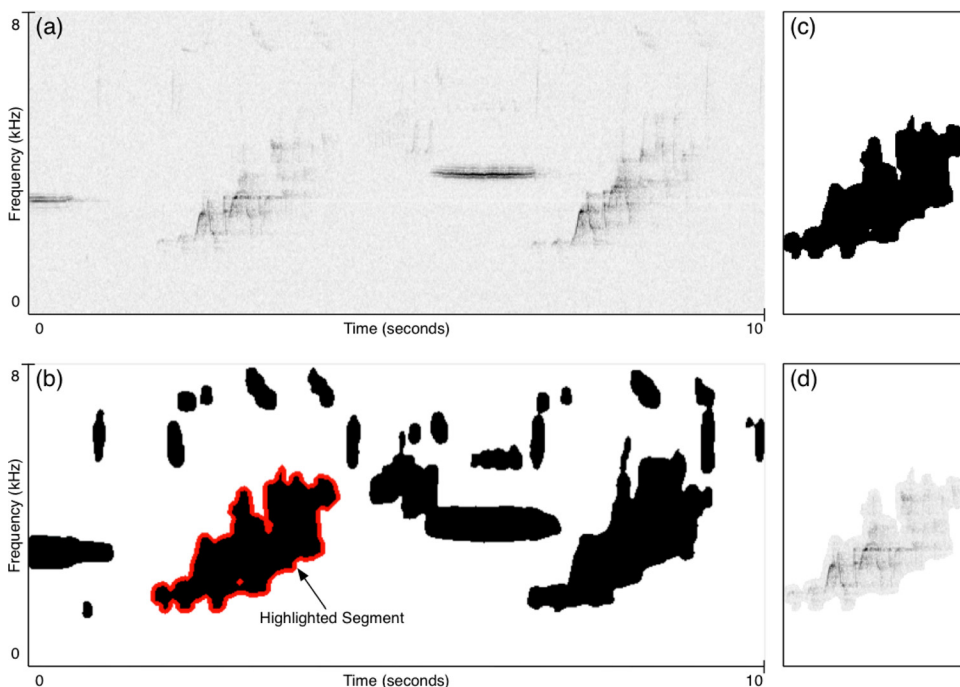 (a)
8
Frequency (kHz)
0
0
Time (seconds)
10
(c)
(b)
8
Frequency (kHz)
0
Highlighted Segment
0
Time (seconds)
10
(d)